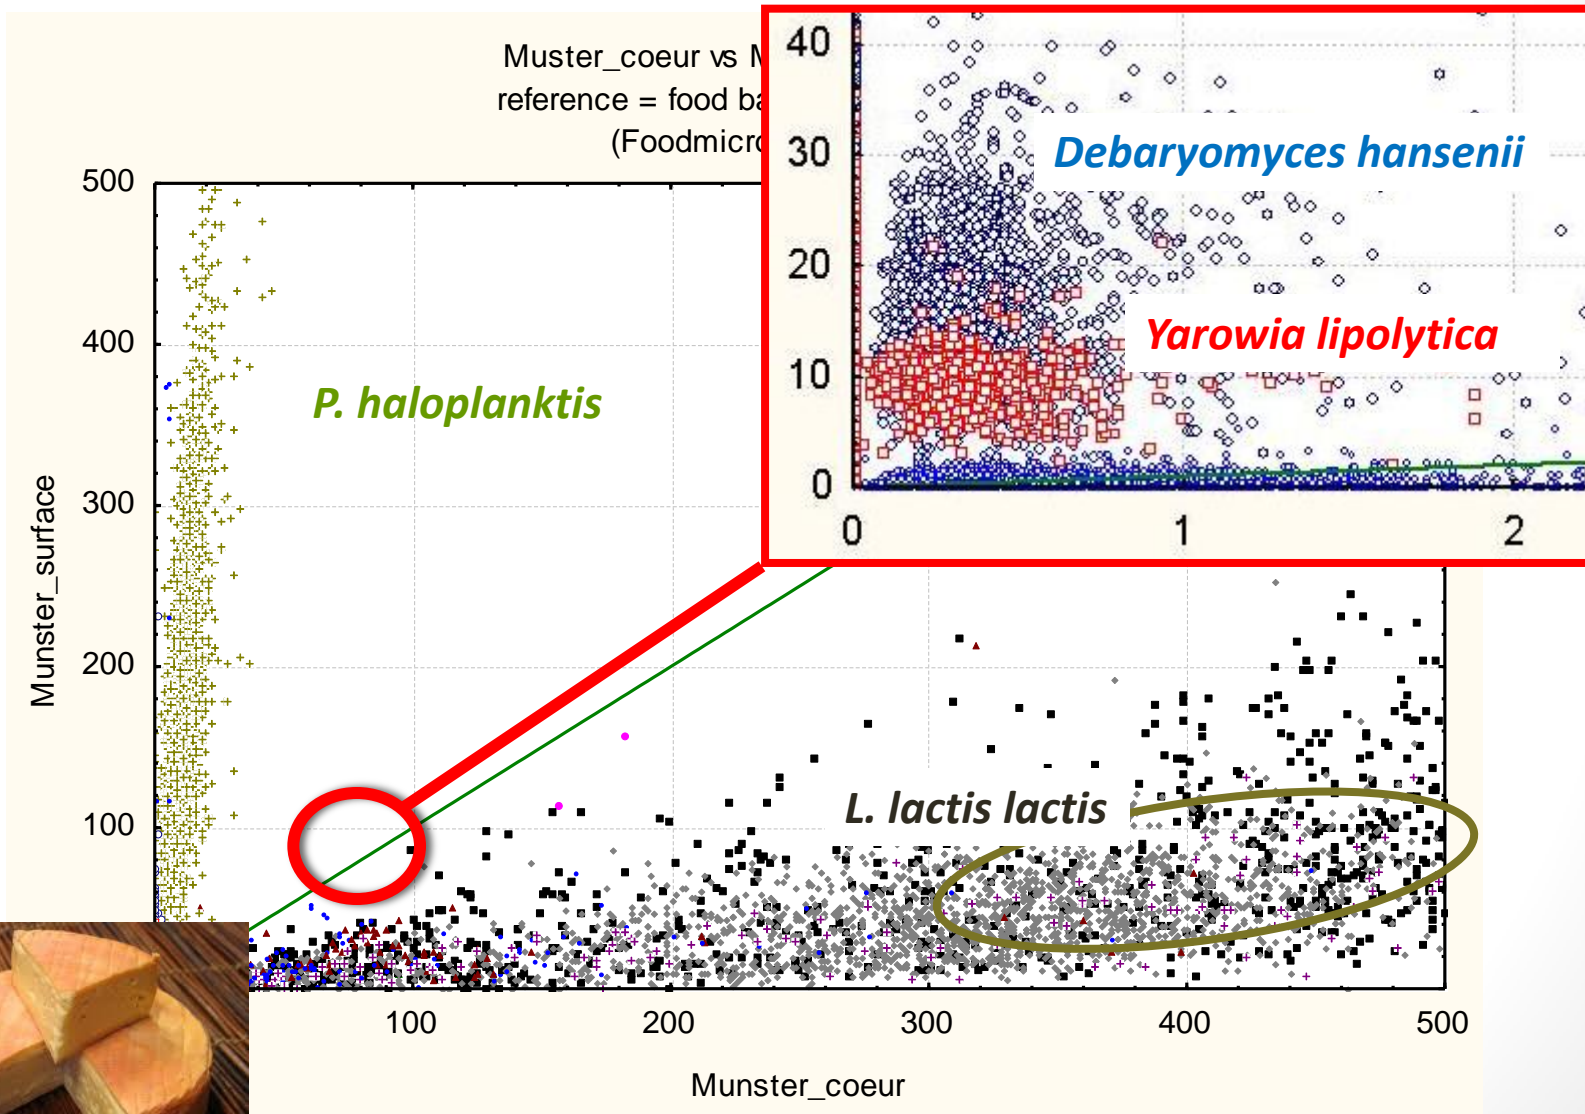 Muster_coeur vs M
reference = food ba
(Foodmicro
500
400
300
200
100
Munster_surface
P. haloplanktis
L. lactis lactis
100
200
300
400
500
Munster_coeur
40
30
20
10
0
0
1
2
Debaryomyces hansenii
Yarowia lipolytica